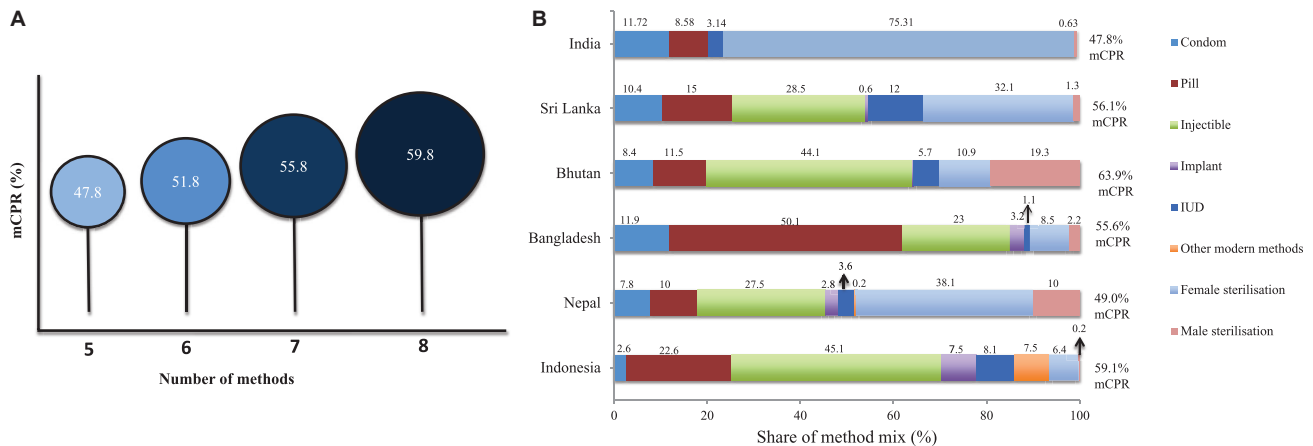 A
mCPR (%)
47.8
51.8
55.8
59.8
5 6 7 8
Number of methods
B
11.72 8.58 3.14 75.31 0.63
India
47.8%
mCPR
10.4 15 28.5 0.6 12 32.1 1.3
Sri Lanka
56.1%
mCPR
8.4 11.5 44.1 5.7 10.9 19.3
Bhutan
63.9%
mCPR
11.9 50.1 23 3.2 1.1 8.5 2.2
Bangladesh
55.6%
mCPR
7.8 10 27.5 2.8 3.6 0.2 38.1 10
Nepal
49.0%
mCPR
2.6 22.6 45.1 7.5 8.1 7.5 6.4 0.2
Indonesia
59.1%
mCPR
0 20 40 60 80 100
Share of method mix (%)
Condom
Pill
Injectible
Implant
IUD
Other modern methods
Female sterilisation
Male sterilisation